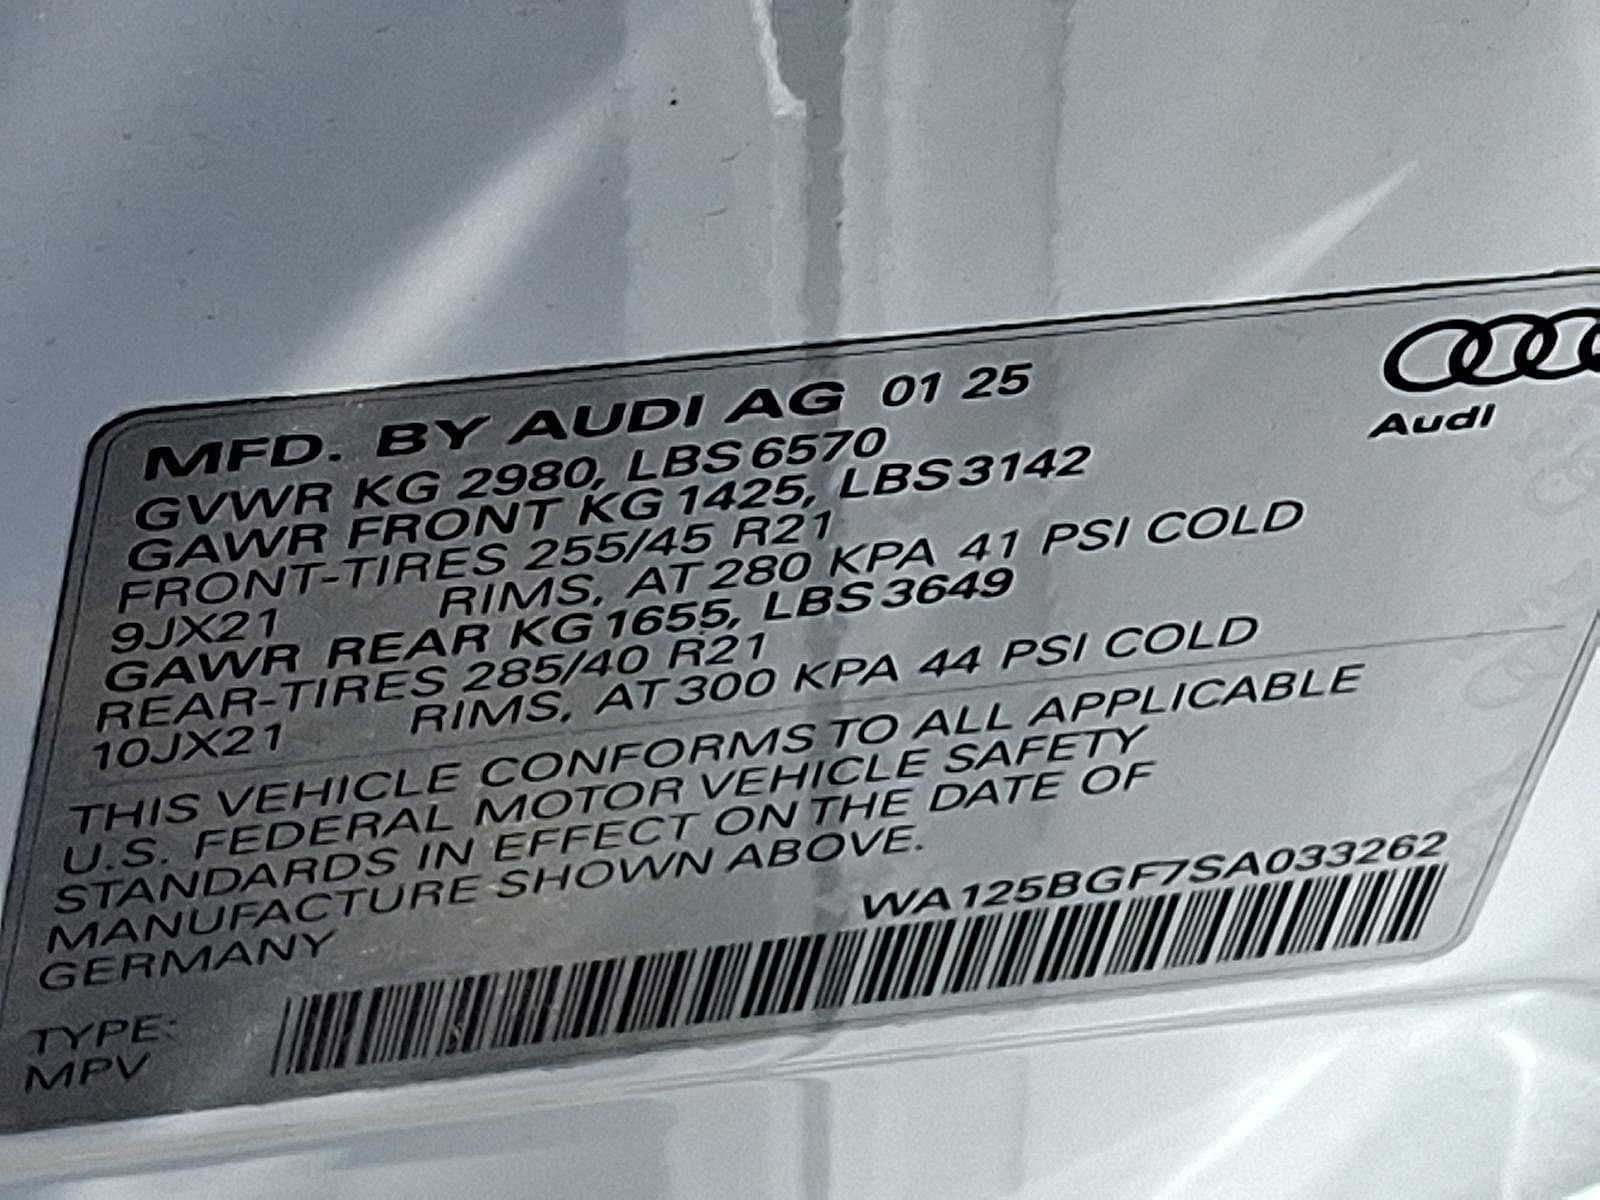 MFD. BY AUDI AG 01 25
GVWR KG 2980, LBS 6570
GAWR FRONT KG 1425, LBS 3142
FRONT-TIRES 255/45 R21
9JX21 RIMS, AT 280 KPA 41 PSI COLD
GAWR REAR KG 1655, LBS 3649
REAR-TIRES 285/40 R21
10JX21 RIMS, AT 300 KPA 44 PSI COLD
THIS VEHICLE CONFORMS TO ALL APPLICABLE
U.S. FEDERAL MOTOR VEHICLE SAFETY
STANDARDS IN EFFECT ON THE DATE OF
MANUFACTURE SHOWN ABOVE.
GERMANY
WA125BGF7SA033262
TYPE:
MPV
Audi